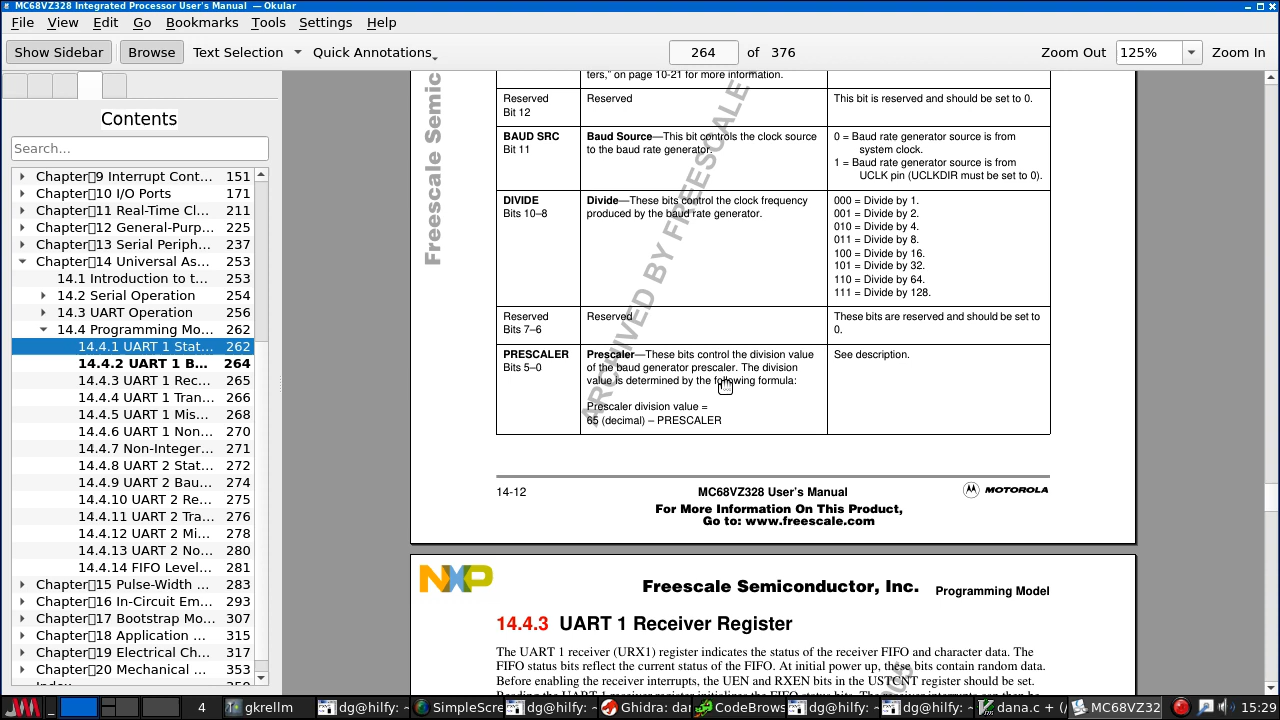 MC68VZ328 Integrated Processor User's Manual — Okular
File View Edit Go Bookmarks Tools Settings Help
Show Sidebar Browse Text Selection Quick Annotations 264 of 376 Zoom Out 125% Zoom In
Contents
Search...
Chapter 9 Interrupt Cont... 151
Chapter 10 I/O Ports 171
Chapter 11 Real-Time Cl... 211
Chapter 12 General-Purp... 225
Chapter 13 Serial Periph... 237
Chapter 14 Universal As... 253
14.1 Introduction to t... 253
14.2 Serial Operation 254
14.3 UART Operation 256
14.4 Programming Mo... 262
14.4.1 UART 1 Stat... 262
14.4.2 UART 1 B... 264
14.4.3 UART 1 Rec... 265
14.4.4 UART 1 Tran... 266
14.4.5 UART 1 Mis... 268
14.4.6 UART 1 Non... 270
14.4.7 Non-Integer... 271
14.4.8 UART 2 Stat... 272
14.4.9 UART 2 Bau... 274
14.4.10 UART 2 Re... 275
14.4.11 UART 2 Tra... 276
14.4.12 UART 2 Mi... 278
14.4.13 UART 2 No... 280
14.4.14 FIFO Level... 281
Chapter 15 Pulse-Width ... 283
Chapter 16 In-Circuit Em... 293
Chapter 17 Bootstrap Mo... 307
Chapter 18 Application ... 315
Chapter 19 Electrical Ch... 317
Chapter 20 Mechanical ... 353
Freescale Semic
ARCHIVED BY FREESCALE
ters," on page 10-21 for more information.
Reserved
Bit 12
Reserved
This bit is reserved and should be set to 0.
BAUD SRC
Bit 11
Baud Source—This bit controls the clock source
to the baud rate generator.
0 = Baud rate generator source is from
system clock.
1 = Baud rate generator source is from
UCLK pin (UCLKDIR must be set to 0).
DIVIDE
Bits 10–8
Divide—These bits control the clock frequency
produced by the baud rate generator.
000 = Divide by 1.
001 = Divide by 2.
010 = Divide by 4.
011 = Divide by 8.
100 = Divide by 16.
101 = Divide by 32.
110 = Divide by 64.
111 = Divide by 128.
Reserved
Bits 7–6
Reserved
These bits are reserved and should be set to
0.
PRESCALER
Bits 5–0
Prescaler—These bits control the division value
of the baud generator prescaler. The division
value is determined by the following formula:
Prescaler division value =
65 (decimal) – PRESCALER
See description.
14-12 MC68VZ328 User's Manual MOTOROLA
For More Information On This Product,
Go to: www.freescale.com
NXP Freescale Semiconductor, Inc. Programming Model
14.4.3 UART 1 Receiver Register
The UART 1 receiver (URX1) register indicates the status of the receiver FIFO and character data. The
FIFO status bits reflect the current status of the FIFO. At initial power up, these bits contain random data.
Before enabling the receiver interrupts, the UEN and RXEN bits in the USTCNT register should be set.
4 gkrellm dg@hilfy: ~ SimpleScre Ghidra: dar CodeBrows dg@hilfy: ~ dg@hilfy: ~ dana.c + (/ MC68VZ32 15:29